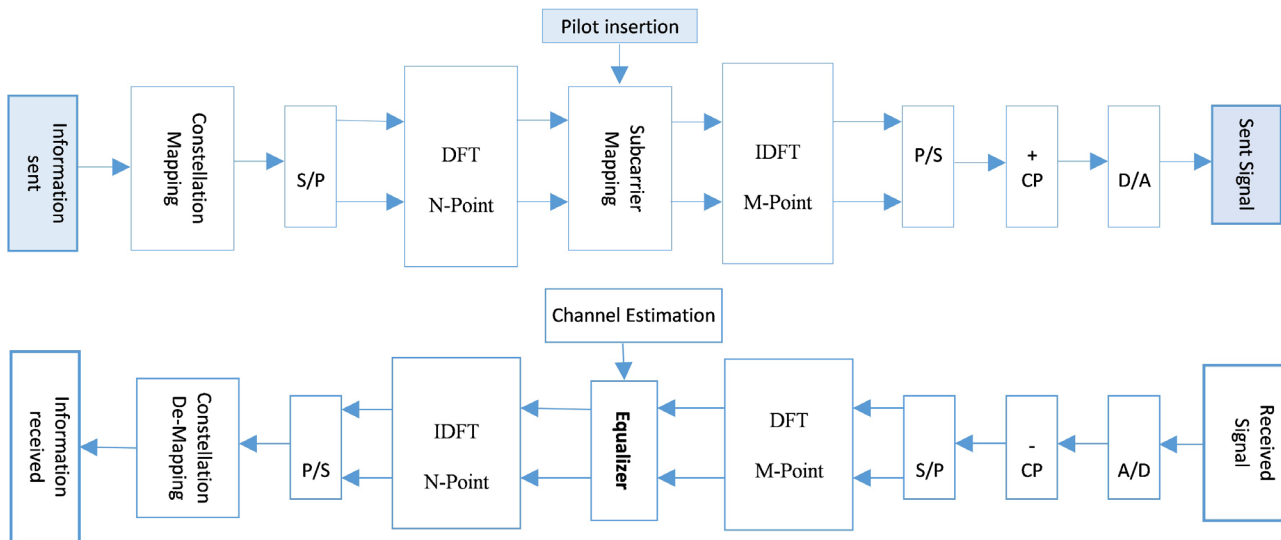 Pilot insertion
Information
sent
Constellation
Mapping
S/P
DFT
N-Point
Subcarrier
Mapping
IDFT
M-Point
P/S
+
CP
D/A
Sent Signal
Channel Estimation
Information
received
Constellation
De-Mapping
P/S
IDFT
N-Point
Equalizer
DFT
M-Point
S/P
-
CP
A/D
Received
Signal